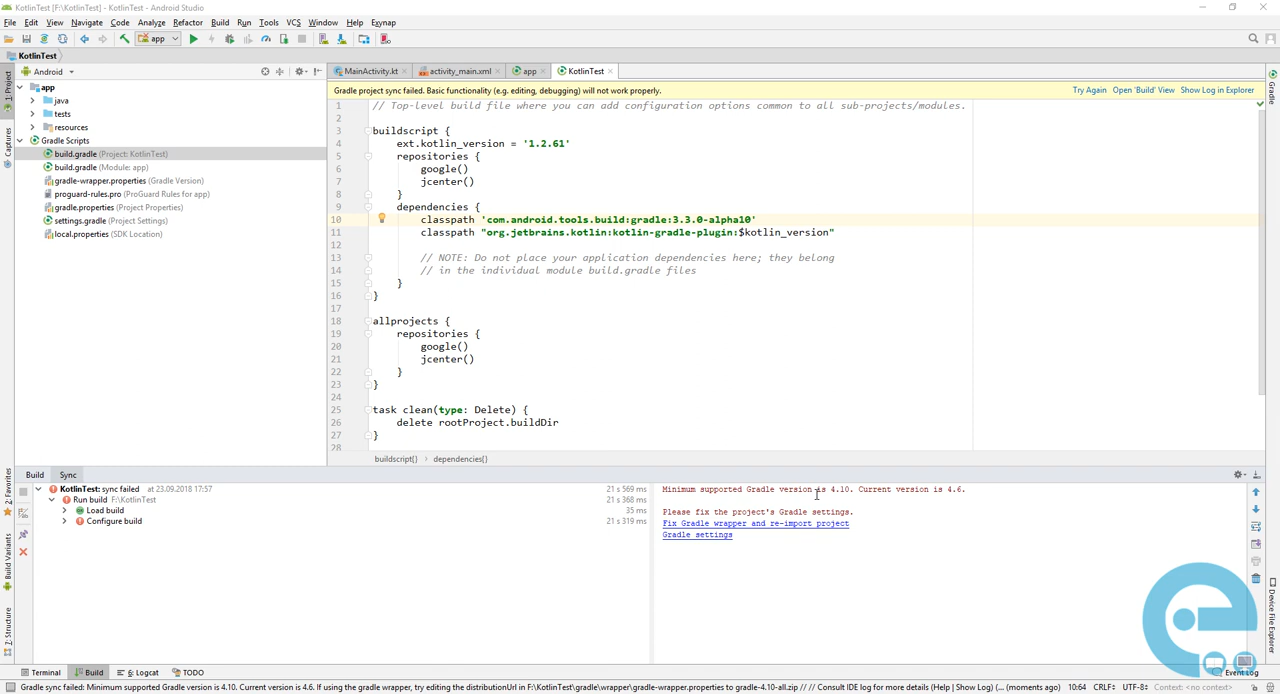 KotlinTest [F:\KotlinTest] - KotlinTest - Android Studio
File Edit View Navigate Code Analyze Refactor Build Run Tools VCS Window Help Eynap
app
KotlinTest
Android
MainActivity.kt
activity_main.xml
app
KotlinTest
1: Project
Captures
2: Favorites
Build Variants
7: Structure
Gradle
Device File Explorer
app
java
tests
resources
Gradle Scripts
build.gradle (Project: KotlinTest)
build.gradle (Module: app)
gradle-wrapper.properties (Gradle Version)
proguard-rules.pro (ProGuard Rules for app)
gradle.properties (Project Properties)
settings.gradle (Project Settings)
local.properties (SDK Location)
Gradle project sync failed. Basic functionality (e.g. editing, debugging) will not work properly.
Try Again Open 'Build' View Show Log in Explorer
1 // Top-level build file where you can add configuration options common to all sub-projects/modules.
2
3 buildscript {
4 ext.kotlin_version = '1.2.61'
5 repositories {
6 google()
7 jcenter()
8 }
9 dependencies {
10 classpath 'com.android.tools.build:gradle:3.3.0-alpha10'
11 classpath "org.jetbrains.kotlin:kotlin-gradle-plugin:$kotlin_version"
12
13 // NOTE: Do not place your application dependencies here; they belong
14 // in the individual module build.gradle files
15 }
16 }
17
18 allprojects {
19 repositories {
20 google()
21 jcenter()
22 }
23 }
24
25 task clean(type: Delete) {
26 delete rootProject.buildDir
27 }
28
buildscript{} dependencies{}
Build Sync
KotlinTest: sync failed at 23.09.2018 17:57 21 s 569 ms
Run build F:\KotlinTest 21 s 368 ms
Load build 35 ms
Configure build 21 s 319 ms
Minimum supported Gradle version is 4.10. Current version is 4.6.
Please fix the project's Gradle settings.
Fix Gradle wrapper and re-import project
Gradle settings
Terminal Build 6: Logcat TODO Event Log
Gradle sync failed: Minimum supported Gradle version is 4.10. Current version is 4.6. If using the gradle wrapper, try editing the distributionUrl in F:\KotlinTest\gradle\wrapper\gradle-wrapper.properties to gradle-4.10-all.zip // // Consult IDE log for more details (Help | Show Log) (... (moments ago) 10:64 CRLF UTF-8 Context: <no context>